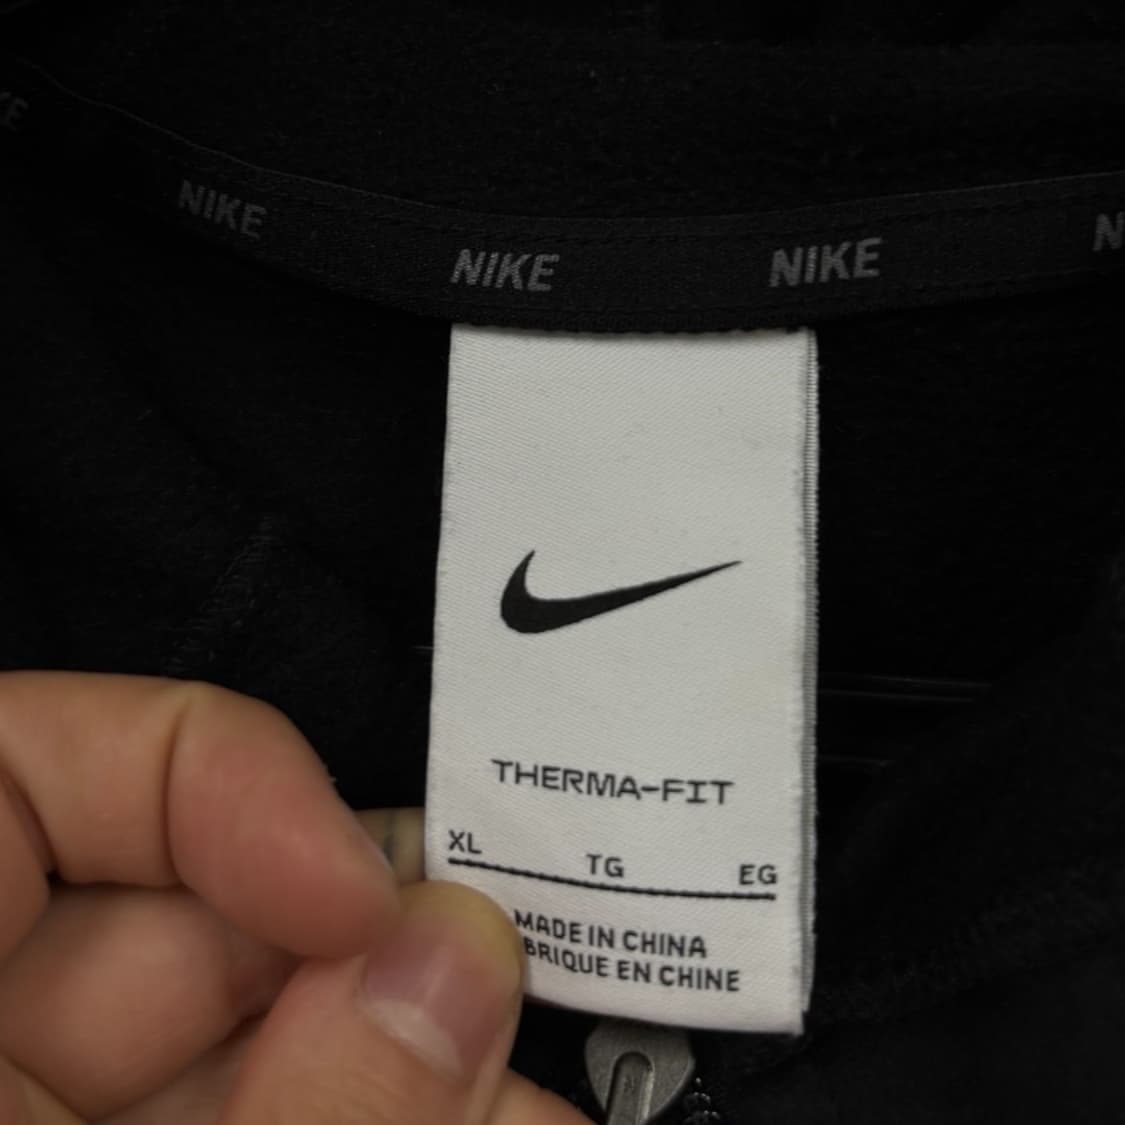 NIKE NIKE NIKE
THERMA-FIT
XL TG EG
MADE IN CHINA
BRIQUE EN CHINE